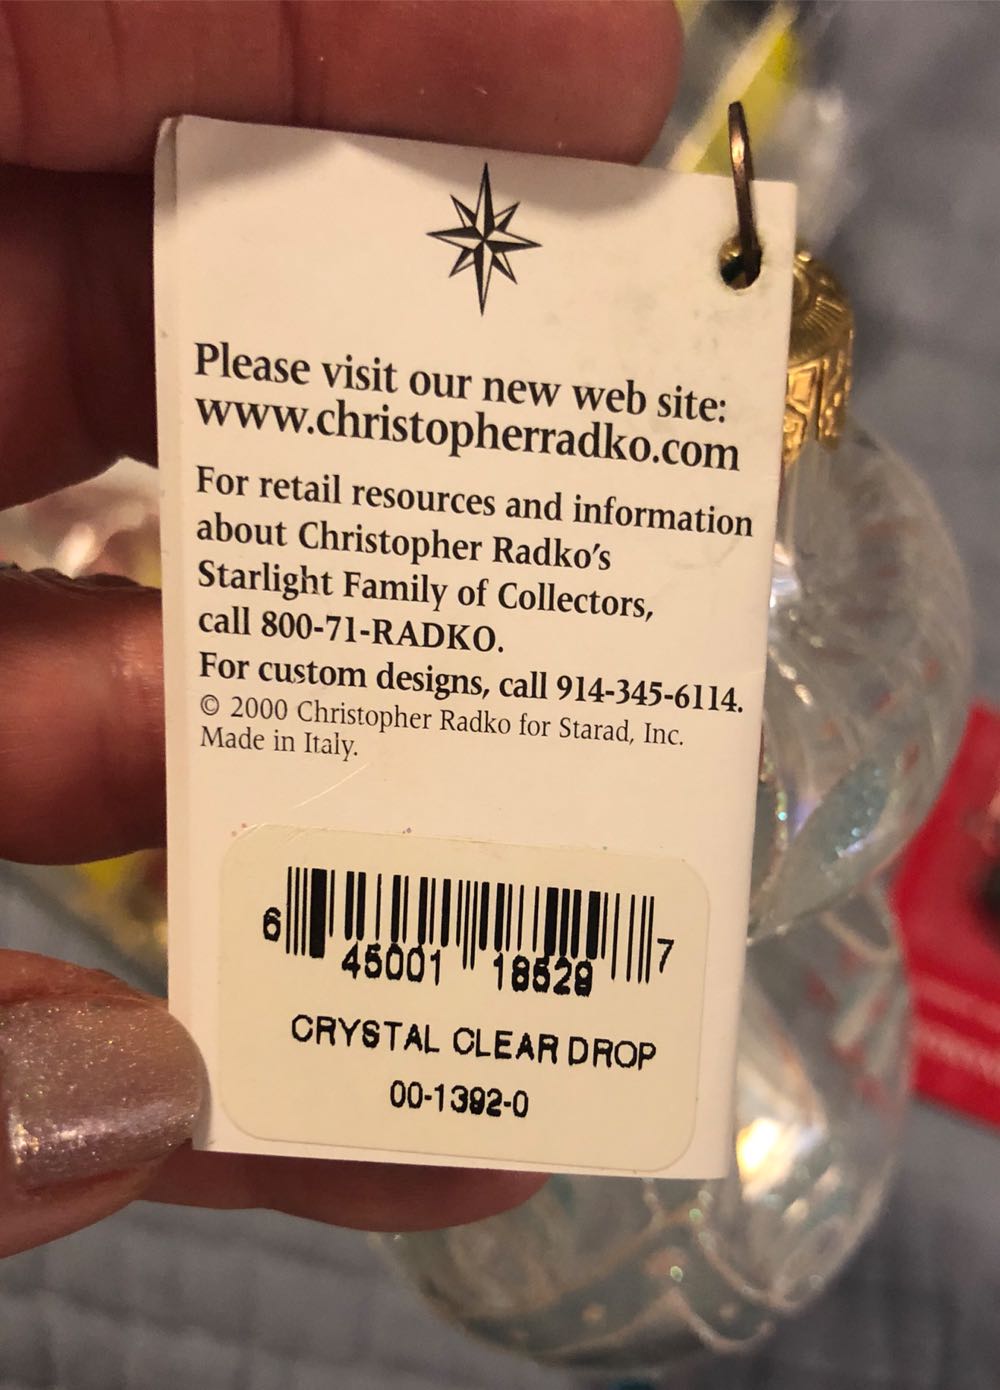 Please visit our new web site:
www.christopherradko.com
For retail resources and information
about Christopher Radko's
Starlight Family of Collectors,
call 800-71-RADKO.
For custom designs, call 914-345-6114.
© 2000 Christopher Radko for Starad, Inc.
Made in Italy.
6 45001 18529 7
CRYSTAL CLEAR DROP
00-1392-0